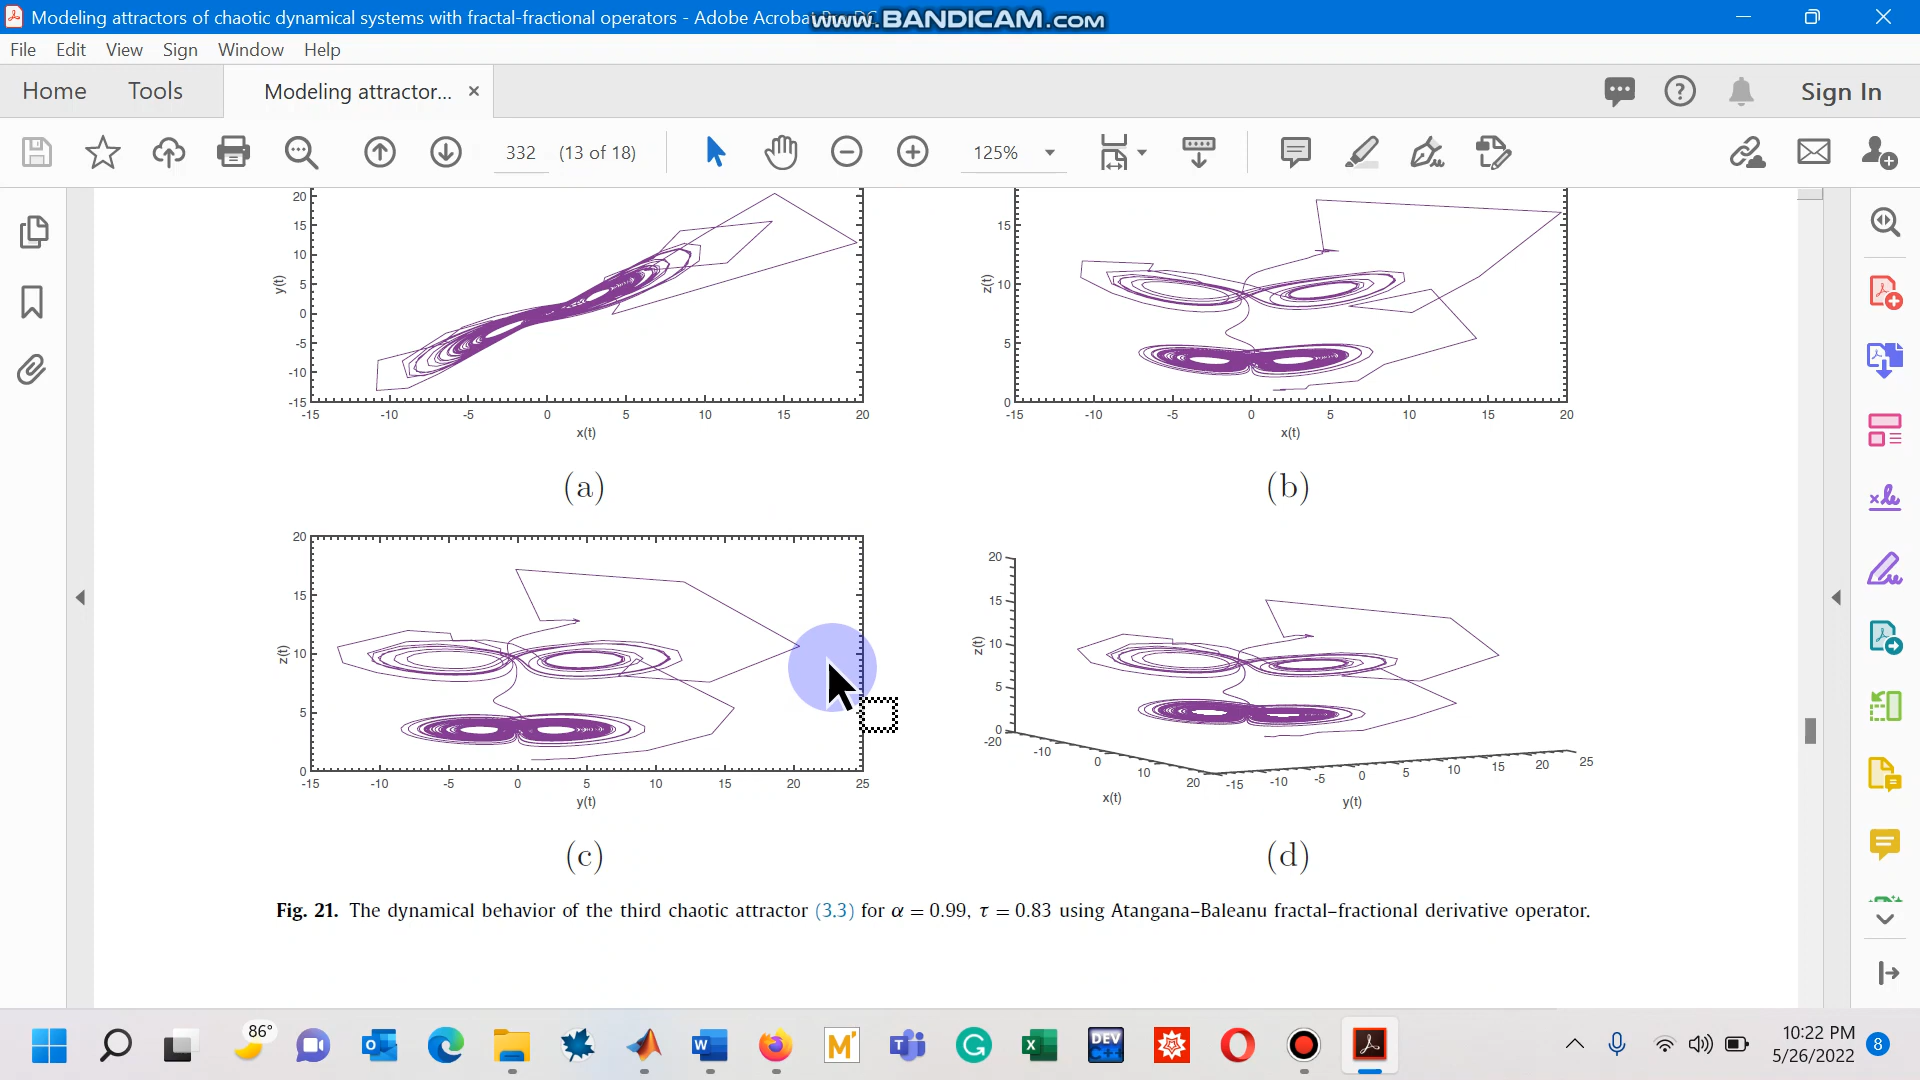 Modeling attractors of chaotic dynamical systems with fractal-fractional operators - Adobe Acrobat
www.BANDICAM.com
File Edit View Sign Window Help
Home Tools Modeling attractor... × Sign In
332 (13 of 18) 125%
20
15
10
5
0
-5
-10
-15
y(t)
-15 -10 -5 0 5 10 15 20
x(t)
(a)
15
10
5
0
z(t)
-15 -10 -5 0 5 10 15 20
x(t)
(b)
20
15
10
5
0
z(t)
-15 -10 -5 0 5 10 15 20 25
y(t)
(c)
20
15
10
5
0
z(t)
-20 -10 0 10 20
x(t)
-15 -10 -5 0 5 10 15 20 25
y(t)
(d)
Fig. 21. The dynamical behavior of the third chaotic attractor (3.3) for α = 0.99, τ = 0.83 using Atangana–Baleanu fractal–fractional derivative operator.
86°
DEV C++
10:22 PM
5/26/2022
8